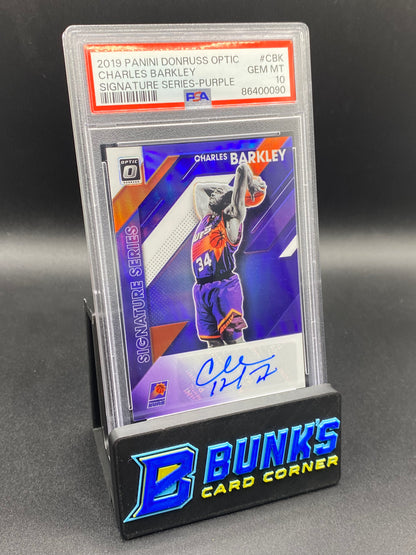 2019 PANINI DONRUSS OPTIC #CBK
CHARLES BARKLEY GEM MT
SIGNATURE SERIES-PURPLE 10
PSA 86400090
OPTIC
CHARLES BARKLEY
SIGNATURE SERIES
34
B BUNK'S
CARD CORNER